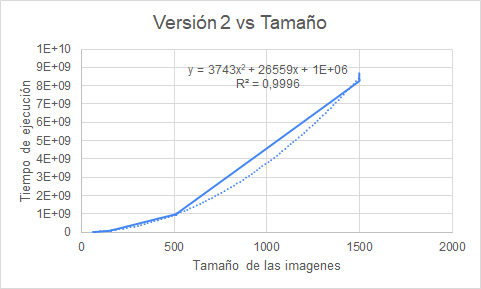 Versión 2 vs Tamaño
1E+10
9E+09
8E+09
7E+09
6E+09
5E+09
4E+09
3E+09
2E+09
1E+09
0
Tiempo de ejecución
y = 3743x² + 26559x + 1E+06
R² = 0,9996
0 500 1000 1500 2000
Tamaño de las imagenes